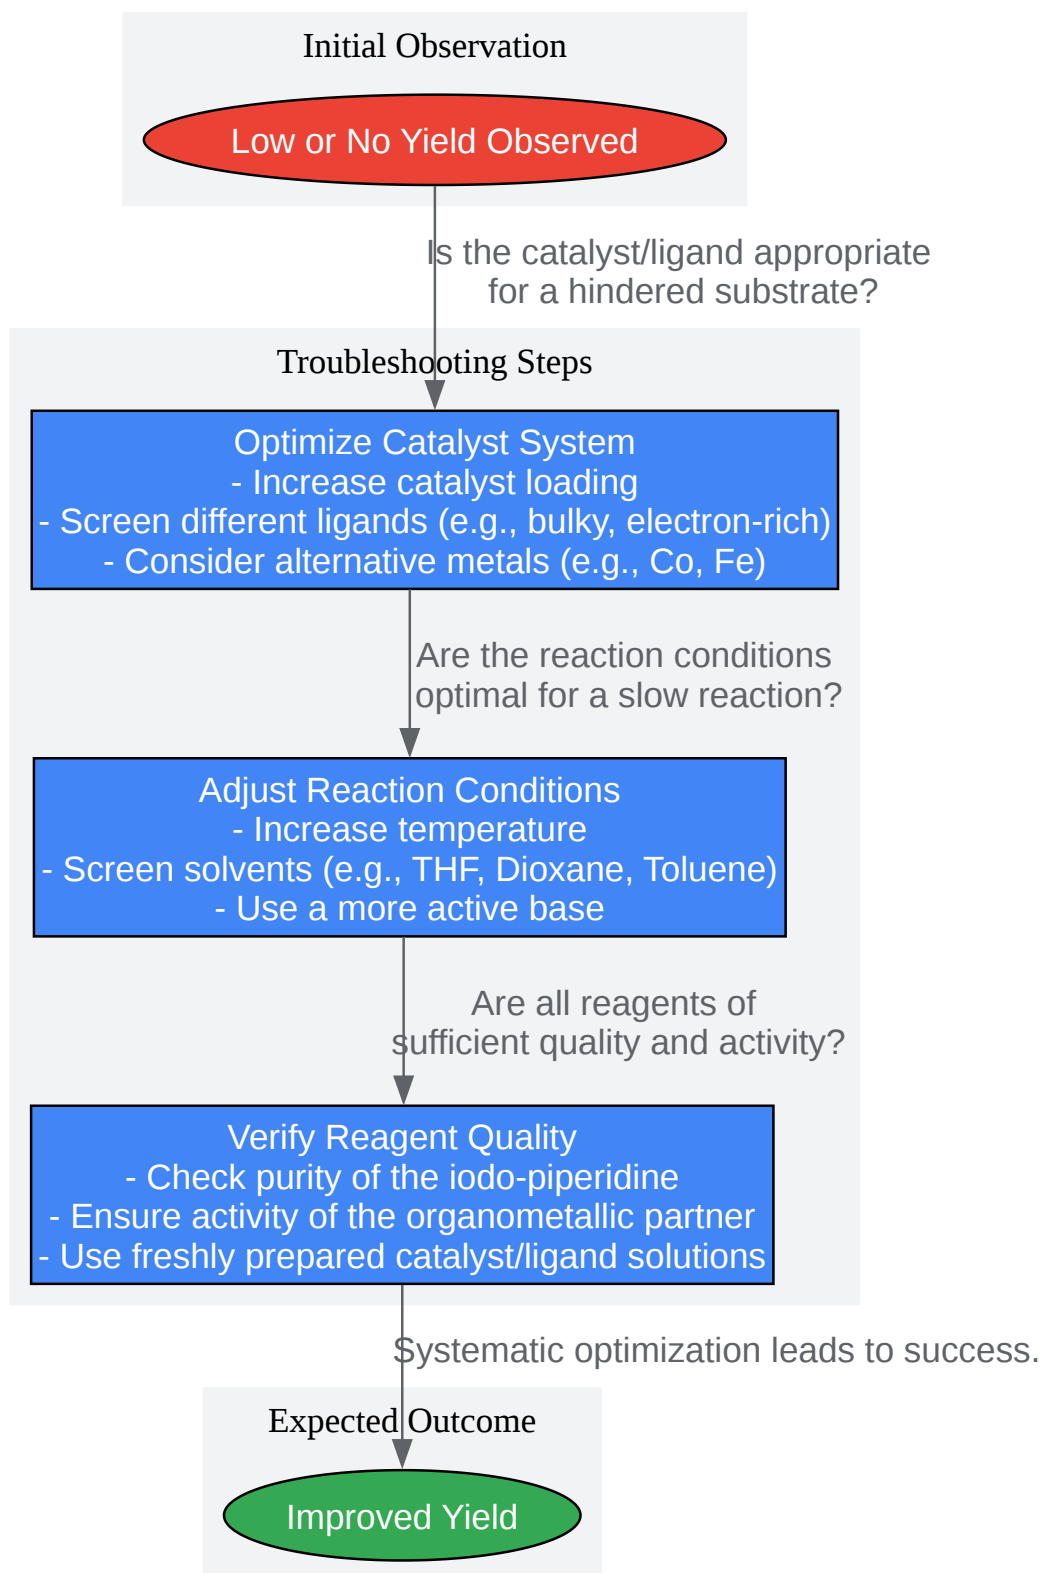 Initial Observation
Low or No Yield Observed
Is the catalyst/ligand appropriate
for a hindered substrate?
Troubleshooting Steps
Optimize Catalyst System
- Increase catalyst loading
- Screen different ligands (e.g., bulky, electron-rich)
- Consider alternative metals (e.g., Co, Fe)
Are the reaction conditions
optimal for a slow reaction?
Adjust Reaction Conditions
- Increase temperature
- Screen solvents (e.g., THF, Dioxane, Toluene)
- Use a more active base
Are all reagents of
sufficient quality and activity?
Verify Reagent Quality
- Check purity of the iodo-piperidine
- Ensure activity of the organometallic partner
- Use freshly prepared catalyst/ligand solutions
Systematic optimization leads to success.
Expected Outcome
Improved Yield